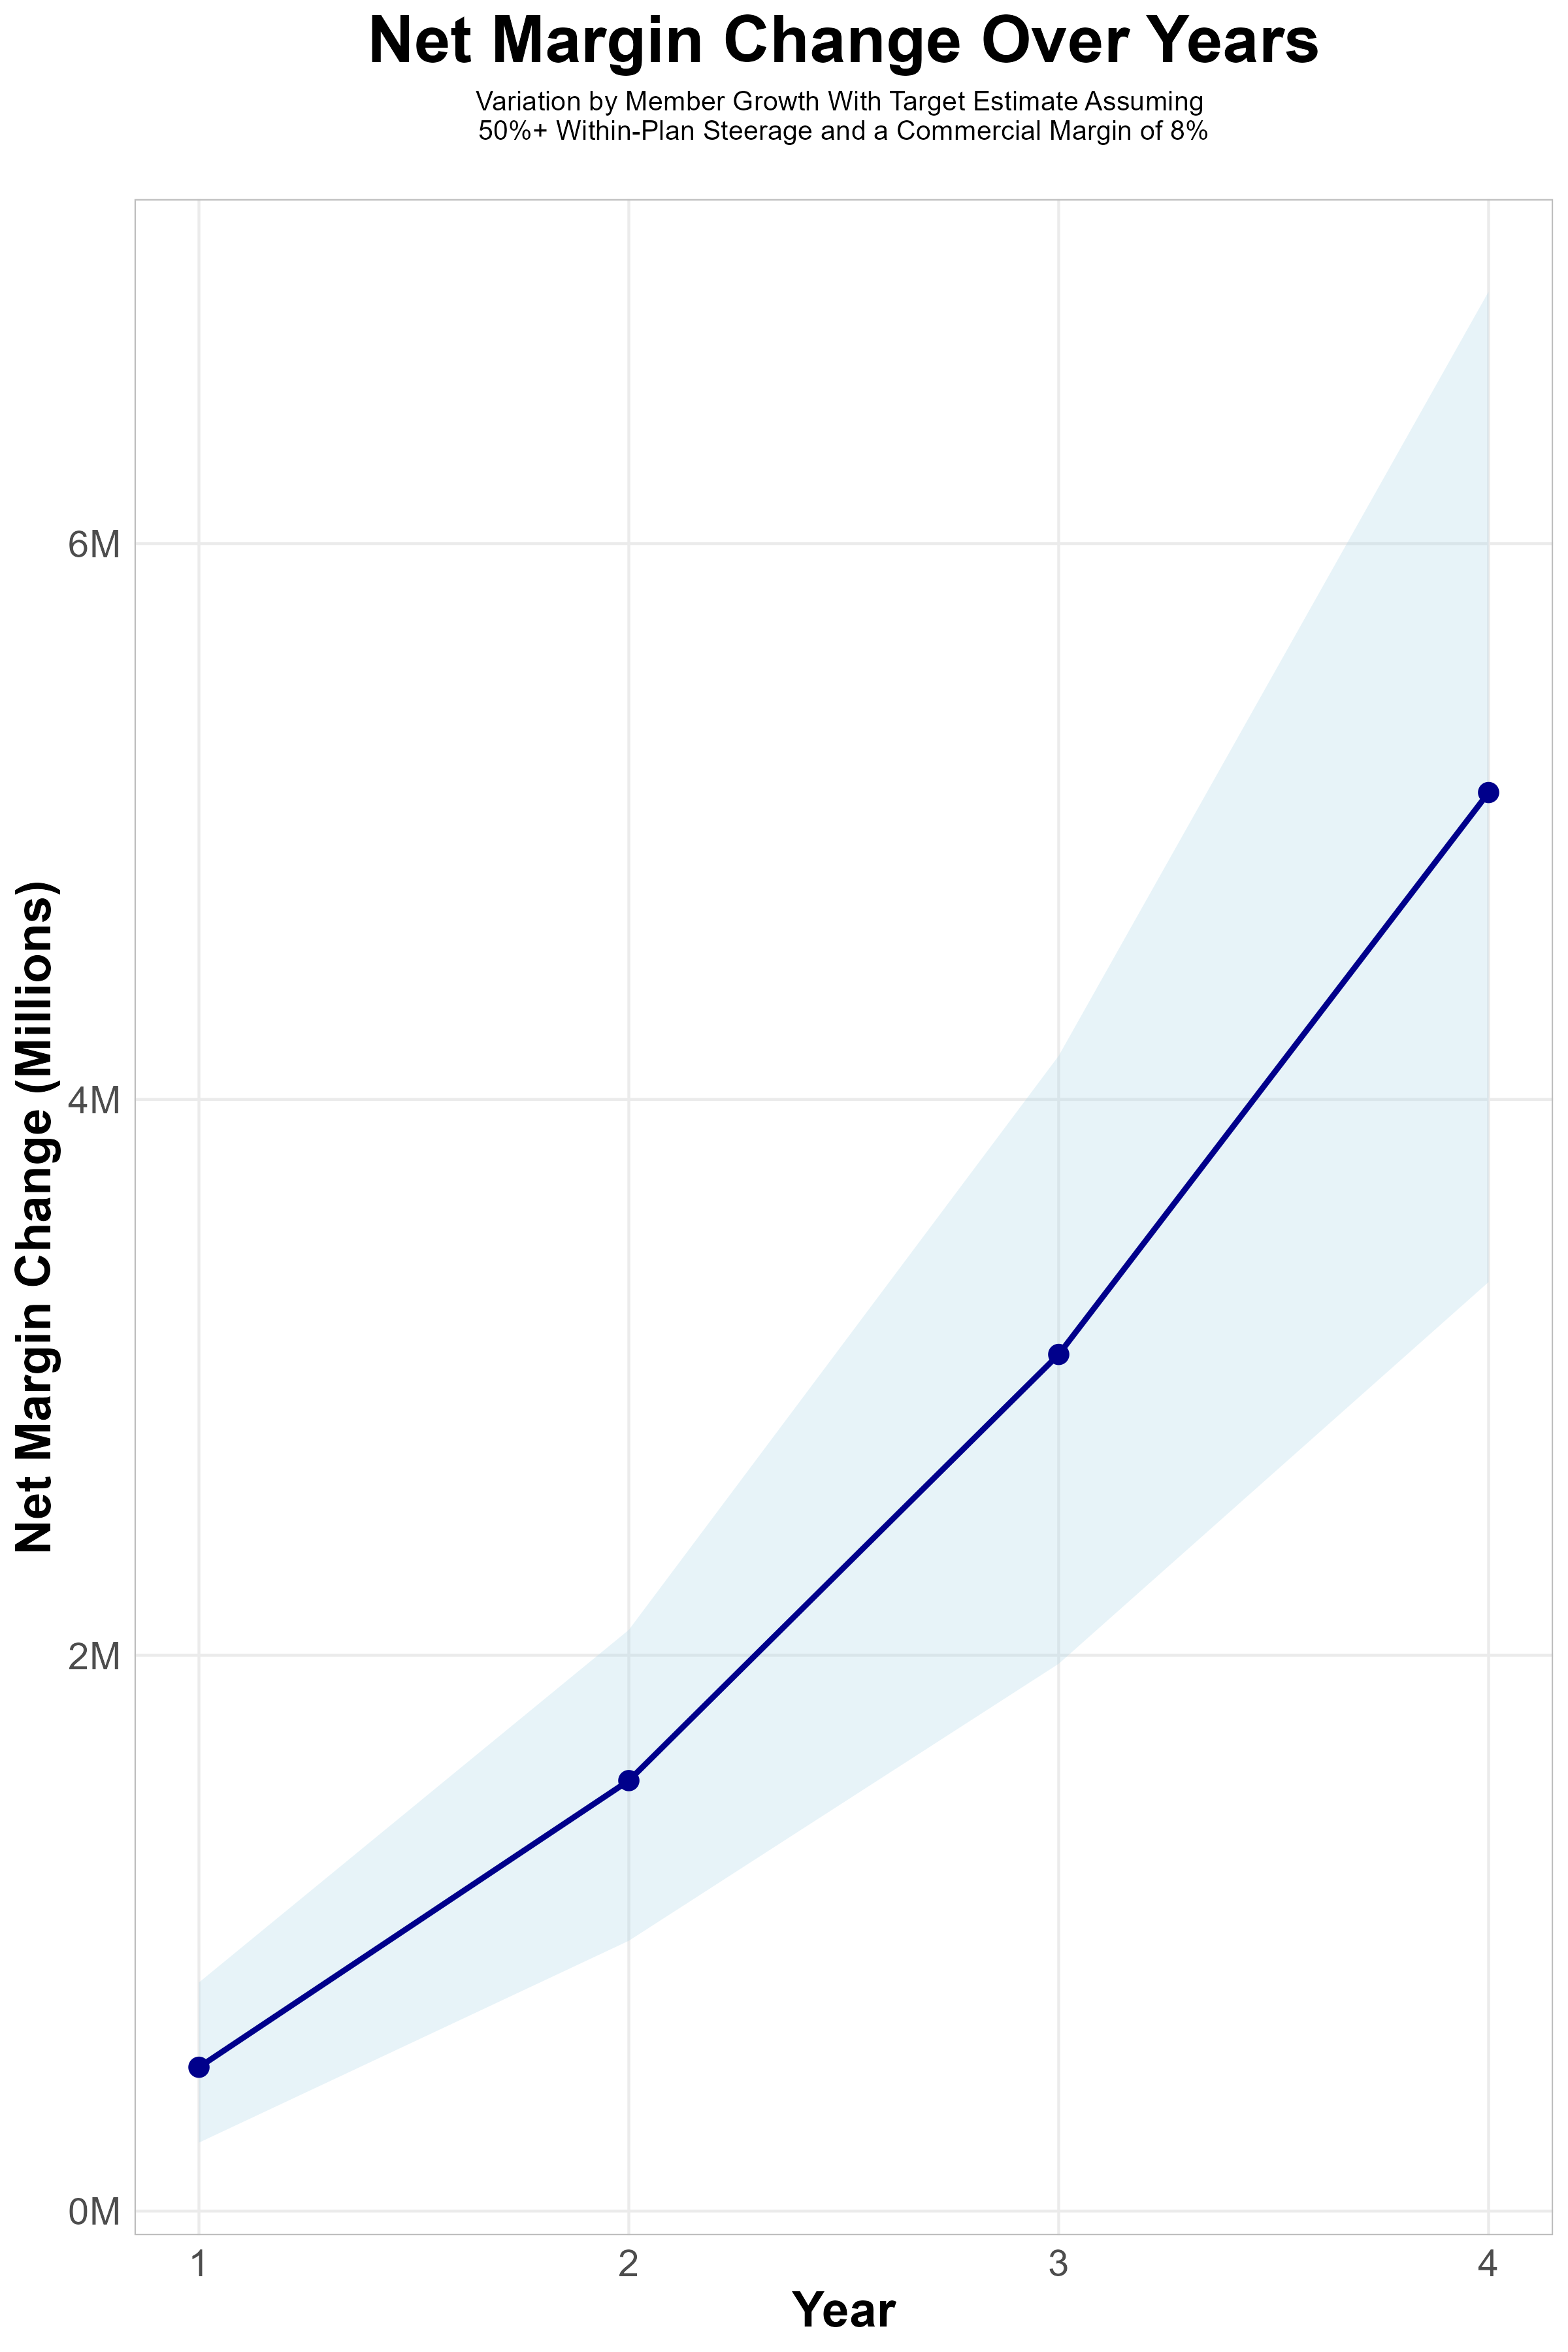 Net Margin Change Over Years
Variation by Member Growth With Target Estimate Assuming
50%+ Within-Plan Steerage and a Commercial Margin of 8%
Net Margin Change (Millions)
6M
4M
2M
0M
1
2
3
4
Year